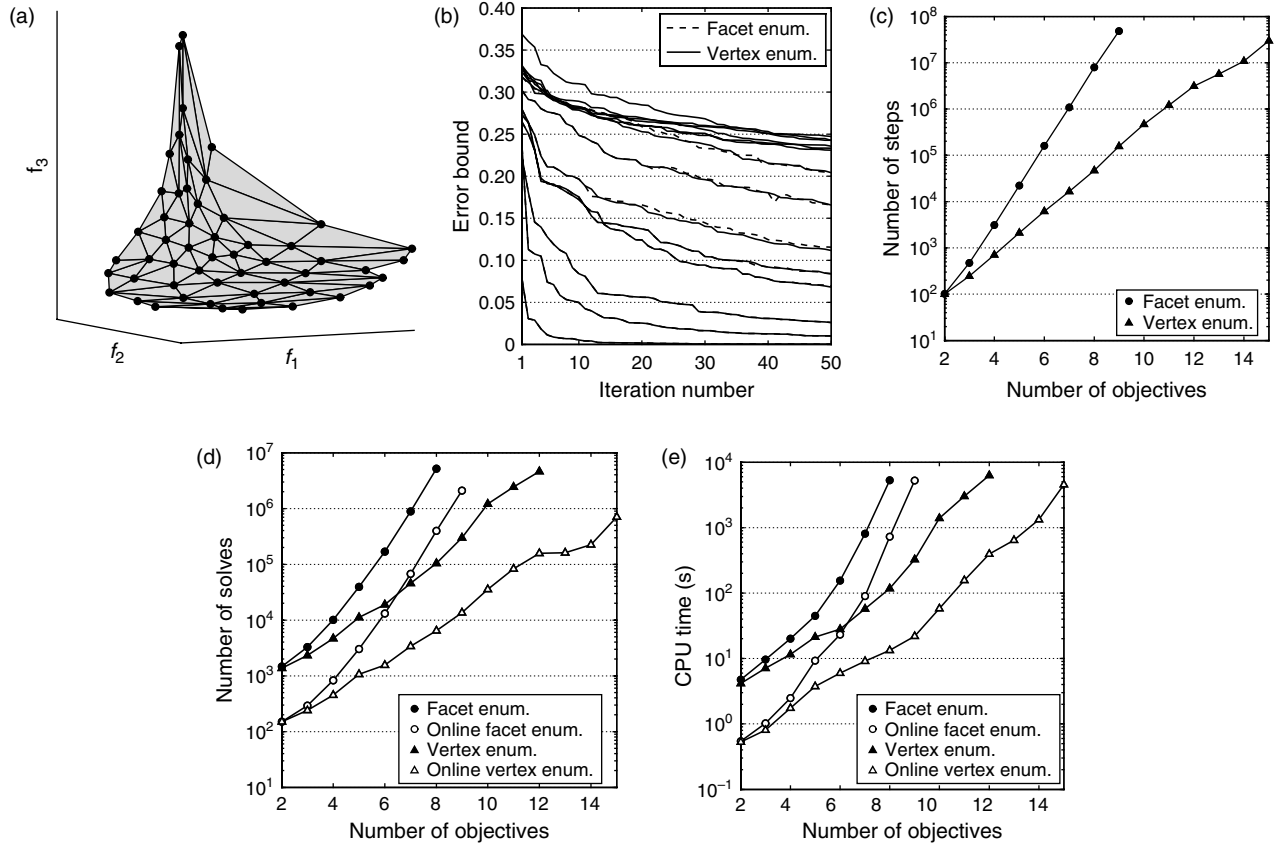 (a)
f3
f2
f1
(b)
0.40
0.35
0.30
0.25
0.20
0.15
0.10
0.05
0
Error bound
Facet enum.
Vertex enum.
1
10
20
30
40
50
Iteration number
(c)
10^8
10^7
10^6
10^5
10^4
10^3
10^2
10^1
Number of steps
Facet enum.
Vertex enum.
2
4
6
8
10
12
14
Number of objectives
(d)
10^7
10^6
10^5
10^4
10^3
10^2
10^1
Number of solves
Facet enum.
Online facet enum.
Vertex enum.
Online vertex enum.
2
4
6
8
10
12
14
Number of objectives
(e)
10^4
10^3
10^2
10^1
10^0
10^−1
CPU time (s)
Facet enum.
Online facet enum.
Vertex enum.
Online vertex enum.
2
4
6
8
10
12
14
Number of objectives